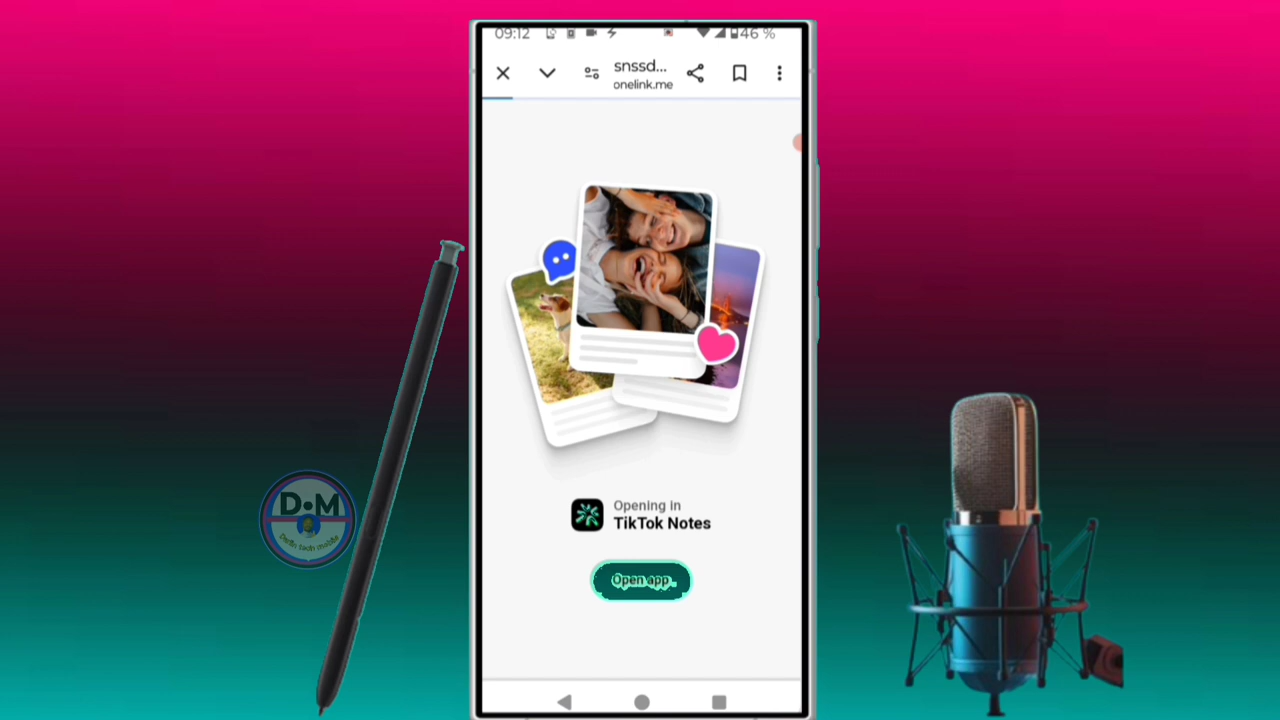 09:12
46 %
snssd...
onelink.me
Opening in
TikTok Notes
Open app
D•M